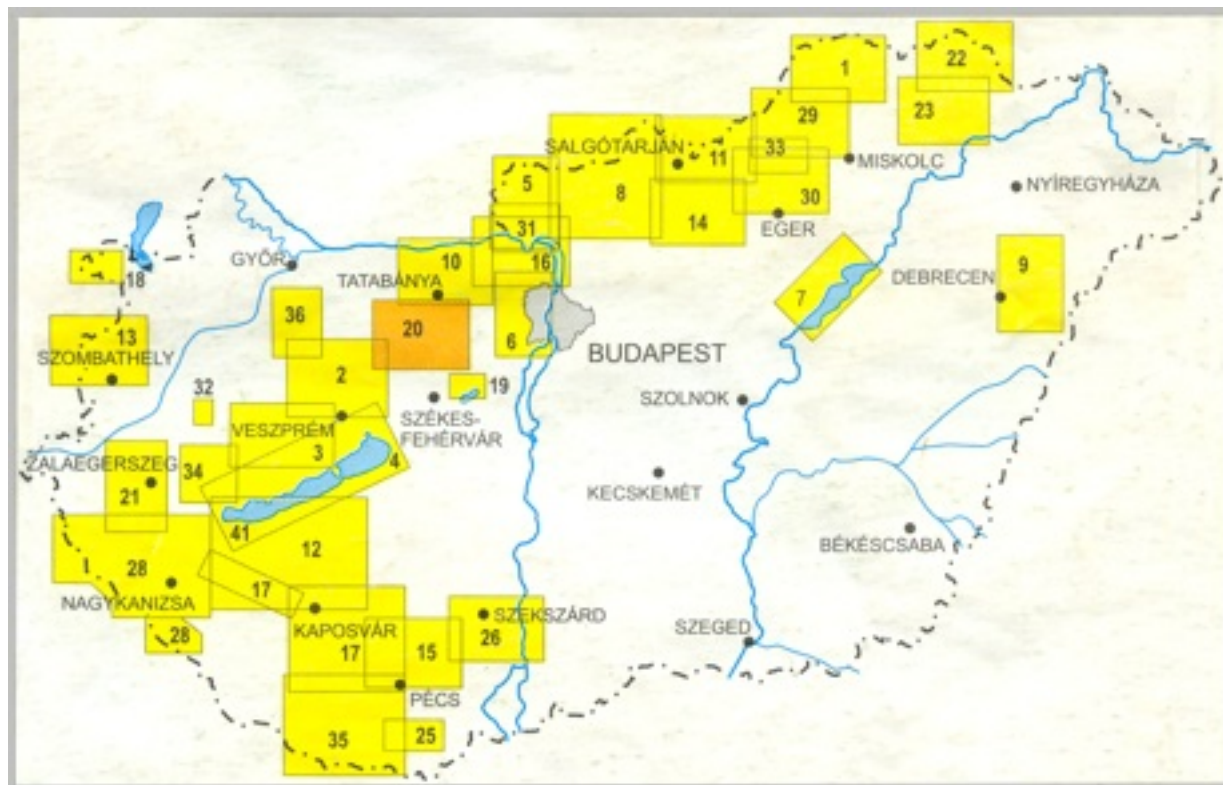 22
1
29
23
SALGÓTARJÁN
11
33
MISKOLC
5
8
30
NYÍREGYHÁZA
14
EGER
31
4
18
GYŐR
10
16
TATABÁNYA
DEBRECEN
9
7
36
20
6
13
SZOMBATHELY
BUDAPEST
2
19
32
SZÉKES-
FEHÉRVÁR
SZOLNOK
VESZPRÉM
3
4
ZALAEGERSZEG
34
21
KECSKEMÉT
41
12
BÉKÉSCSABA
28
17
NAGYKANIZSA
KAPOSVÁR
SZEKSZÁRD
26
SZEGED
28
17
15
PÉCS
35
25